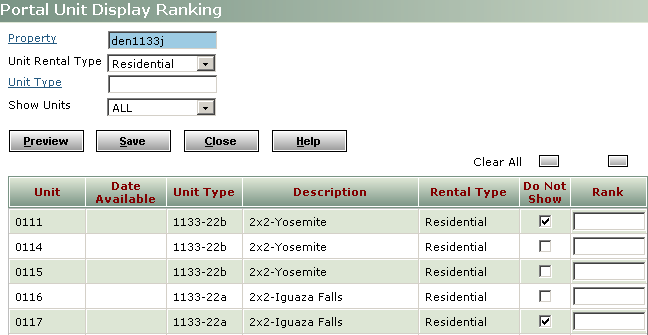 Portal Unit Display Ranking
Property den1133j
Unit Rental Type Residential
Unit Type
Show Units ALL
Preview Save Close Help
Clear All
Unit Date Available Unit Type Description Rental Type Do Not Show Rank
0111 1133-22b 2x2-Yosemite Residential
0114 1133-22b 2x2-Yosemite Residential
0115 1133-22b 2x2-Yosemite Residential
0116 1133-22a 2x2-Iguaza Falls Residential
0117 1133-22a 2x2-Iguaza Falls Residential